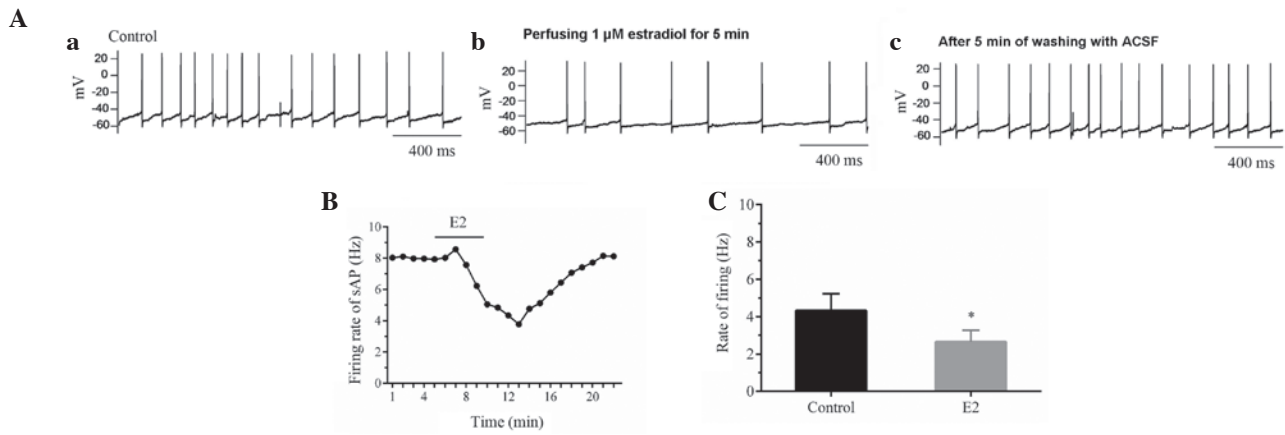 A
a
Control
20
0
-40
-60
mV
400 ms
b
Perfusing 1 µM estradiol for 5 min
20
0
-40
-60
mV
400 ms
c
After 5 min of washing with ACSF
20
0
-40
-60
mV
400 ms
B
E2
10
8
6
4
2
0
Firing rate of sAP (Hz)
1 4 8 12 16 20
Time (min)
C
10
8
6
4
2
0
Rate of firing (Hz)
*
Control E2